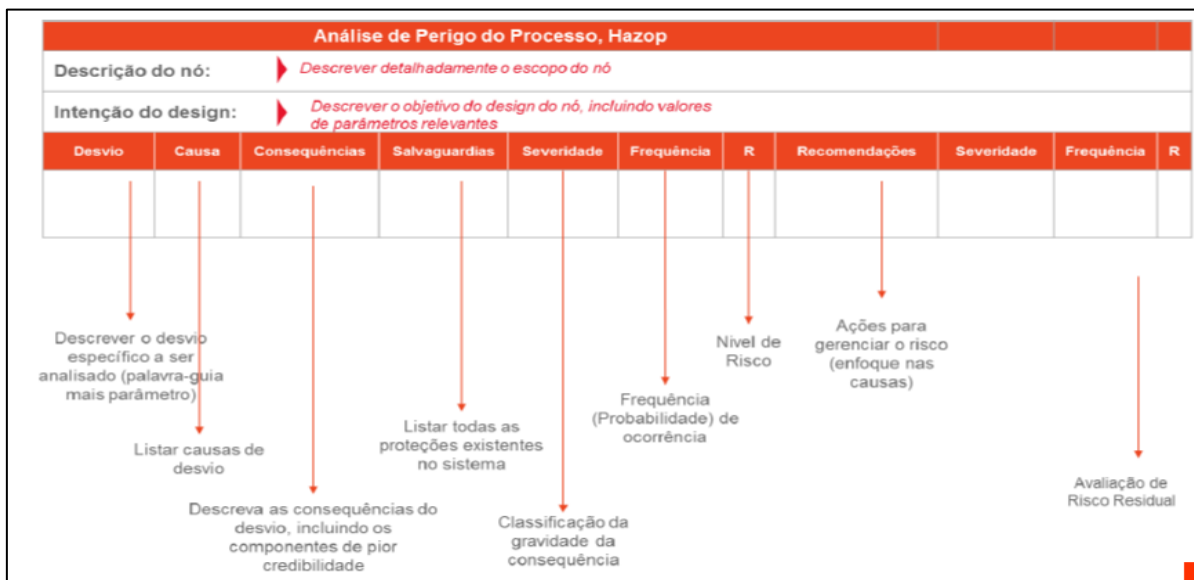 Análise de Perigo do Processo, Hazop
Descrição do nó:
Descrever detalhadamente o escopo do nó
Intenção do design:
Descrever o objetivo do design do nó, incluindo valores
de parâmetros relevantes
Desvio Causa Consequências Salvaguardias Severidade Frequência R Recomendações Severidade Frequência R
Descrever o desvio
específico a ser
analisado (palavra-guia
mais parâmetro)
Listar causas de
desvio
Descreva as consequências do
desvio, incluindo os
componentes de pior
credibilidade
Listar todas as
proteções existentes
no sistema
Classificação da
gravidade da
consequência
Frequência
(Probabilidade) de
ocorrência
Nivel de
Risco
Ações para
gerenciar o risco
(enfoque nas
causas)
Avaliação de
Risco Residual